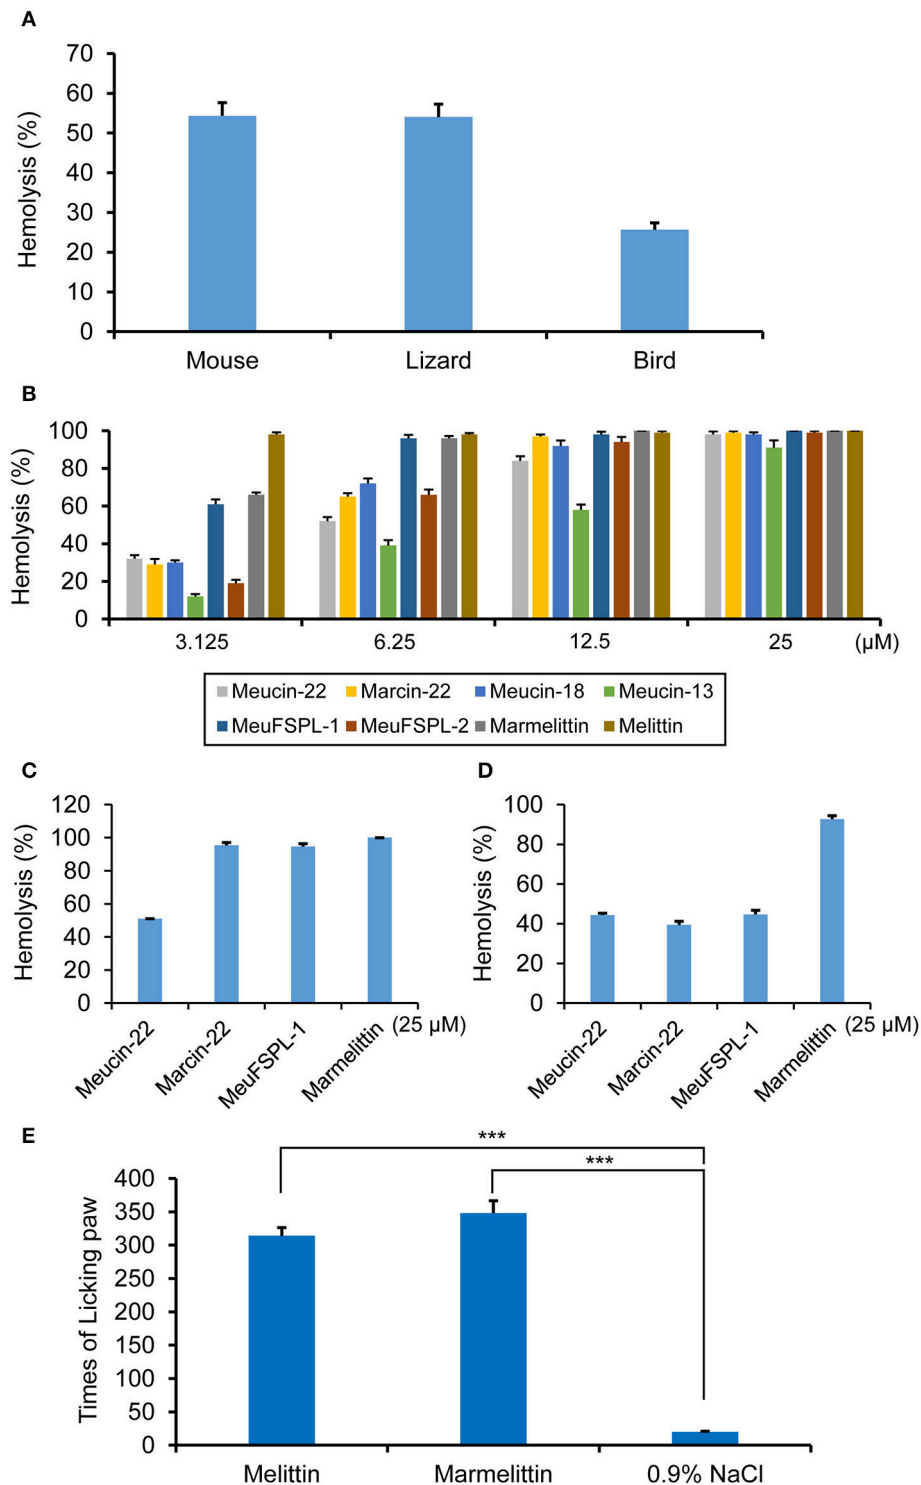 A
Hemolysis (%)
70
60
50
40
30
20
10
0
Mouse Lizard Bird
B
Hemolysis (%)
100
80
60
40
20
0
3.125 6.25 12.5 25 (µM)
Meucin-22 Marcin-22 Meucin-18 Meucin-13
MeuFSPL-1 MeuFSPL-2 Marmelittin Melittin
C
Hemolysis (%)
120
100
80
60
40
20
0
Meucin-22 Marcin-22 MeuFSPL-1 Marmelittin (25 µM)
D
Hemolysis (%)
100
80
60
40
20
0
Meucin-22 Marcin-22 MeuFSPL-1 Marmelittin (25 µM)
E
***
***
Times of Licking paw
400
350
300
250
200
150
100
50
0
Melittin Marmelittin 0.9% NaCl